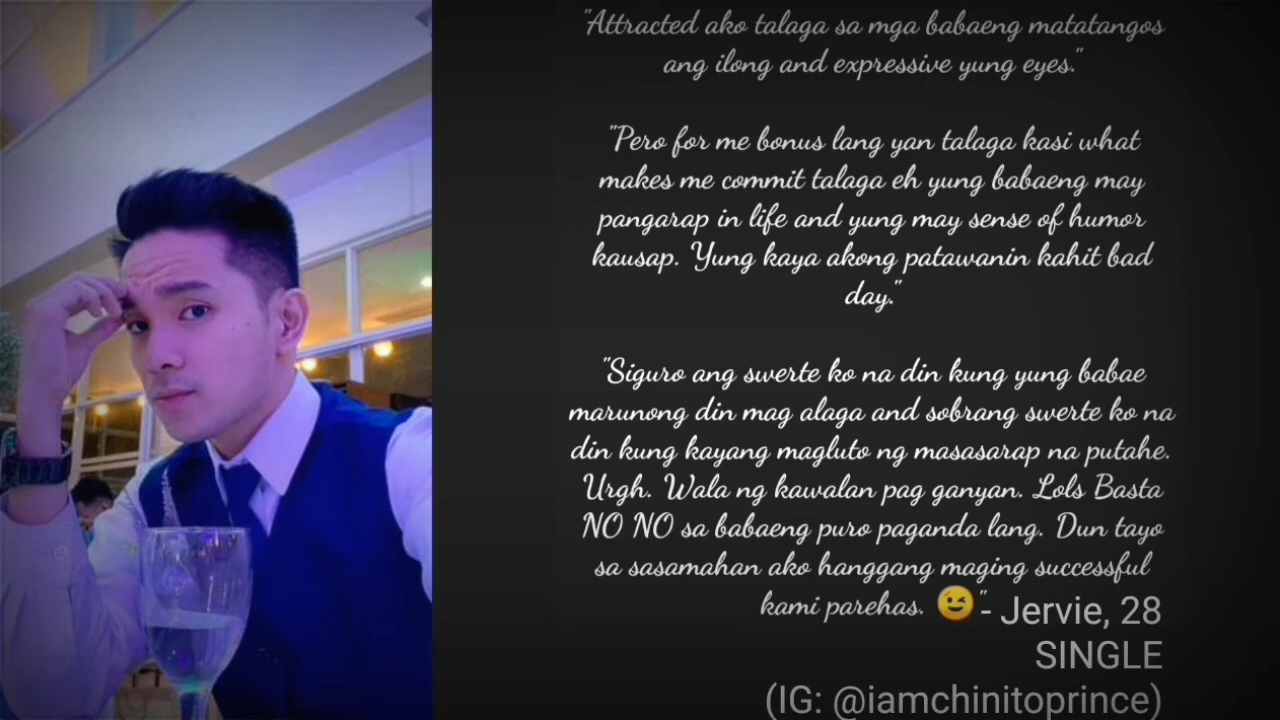 "Attracted ako talaga sa mga babaeng matatangos
ang ilong and expressive yung eyes."
"Pero for me bonus lang yan talaga kasi what
makes me commit talaga eh yung babaeng may
pangarap in life and yung may sense of humor
kausap. Yung kaya akong patawanin kahit bad
day."
"Siguro ang swerte ko na din kung yung babae
marunong din mag alaga and sobrang swerte ko na
din kung kayang magluto ng masasarap na putahe.
Urgh. Wala ng kawalan pag ganyan. Lols Basta
NO NO sa babaeng puro paganda lang. Dun tayo
sa sasamahan ako hanggang maging successful
kami parehas. 😉"- Jervie, 28
SINGLE
(IG: @iamchinitoprince)